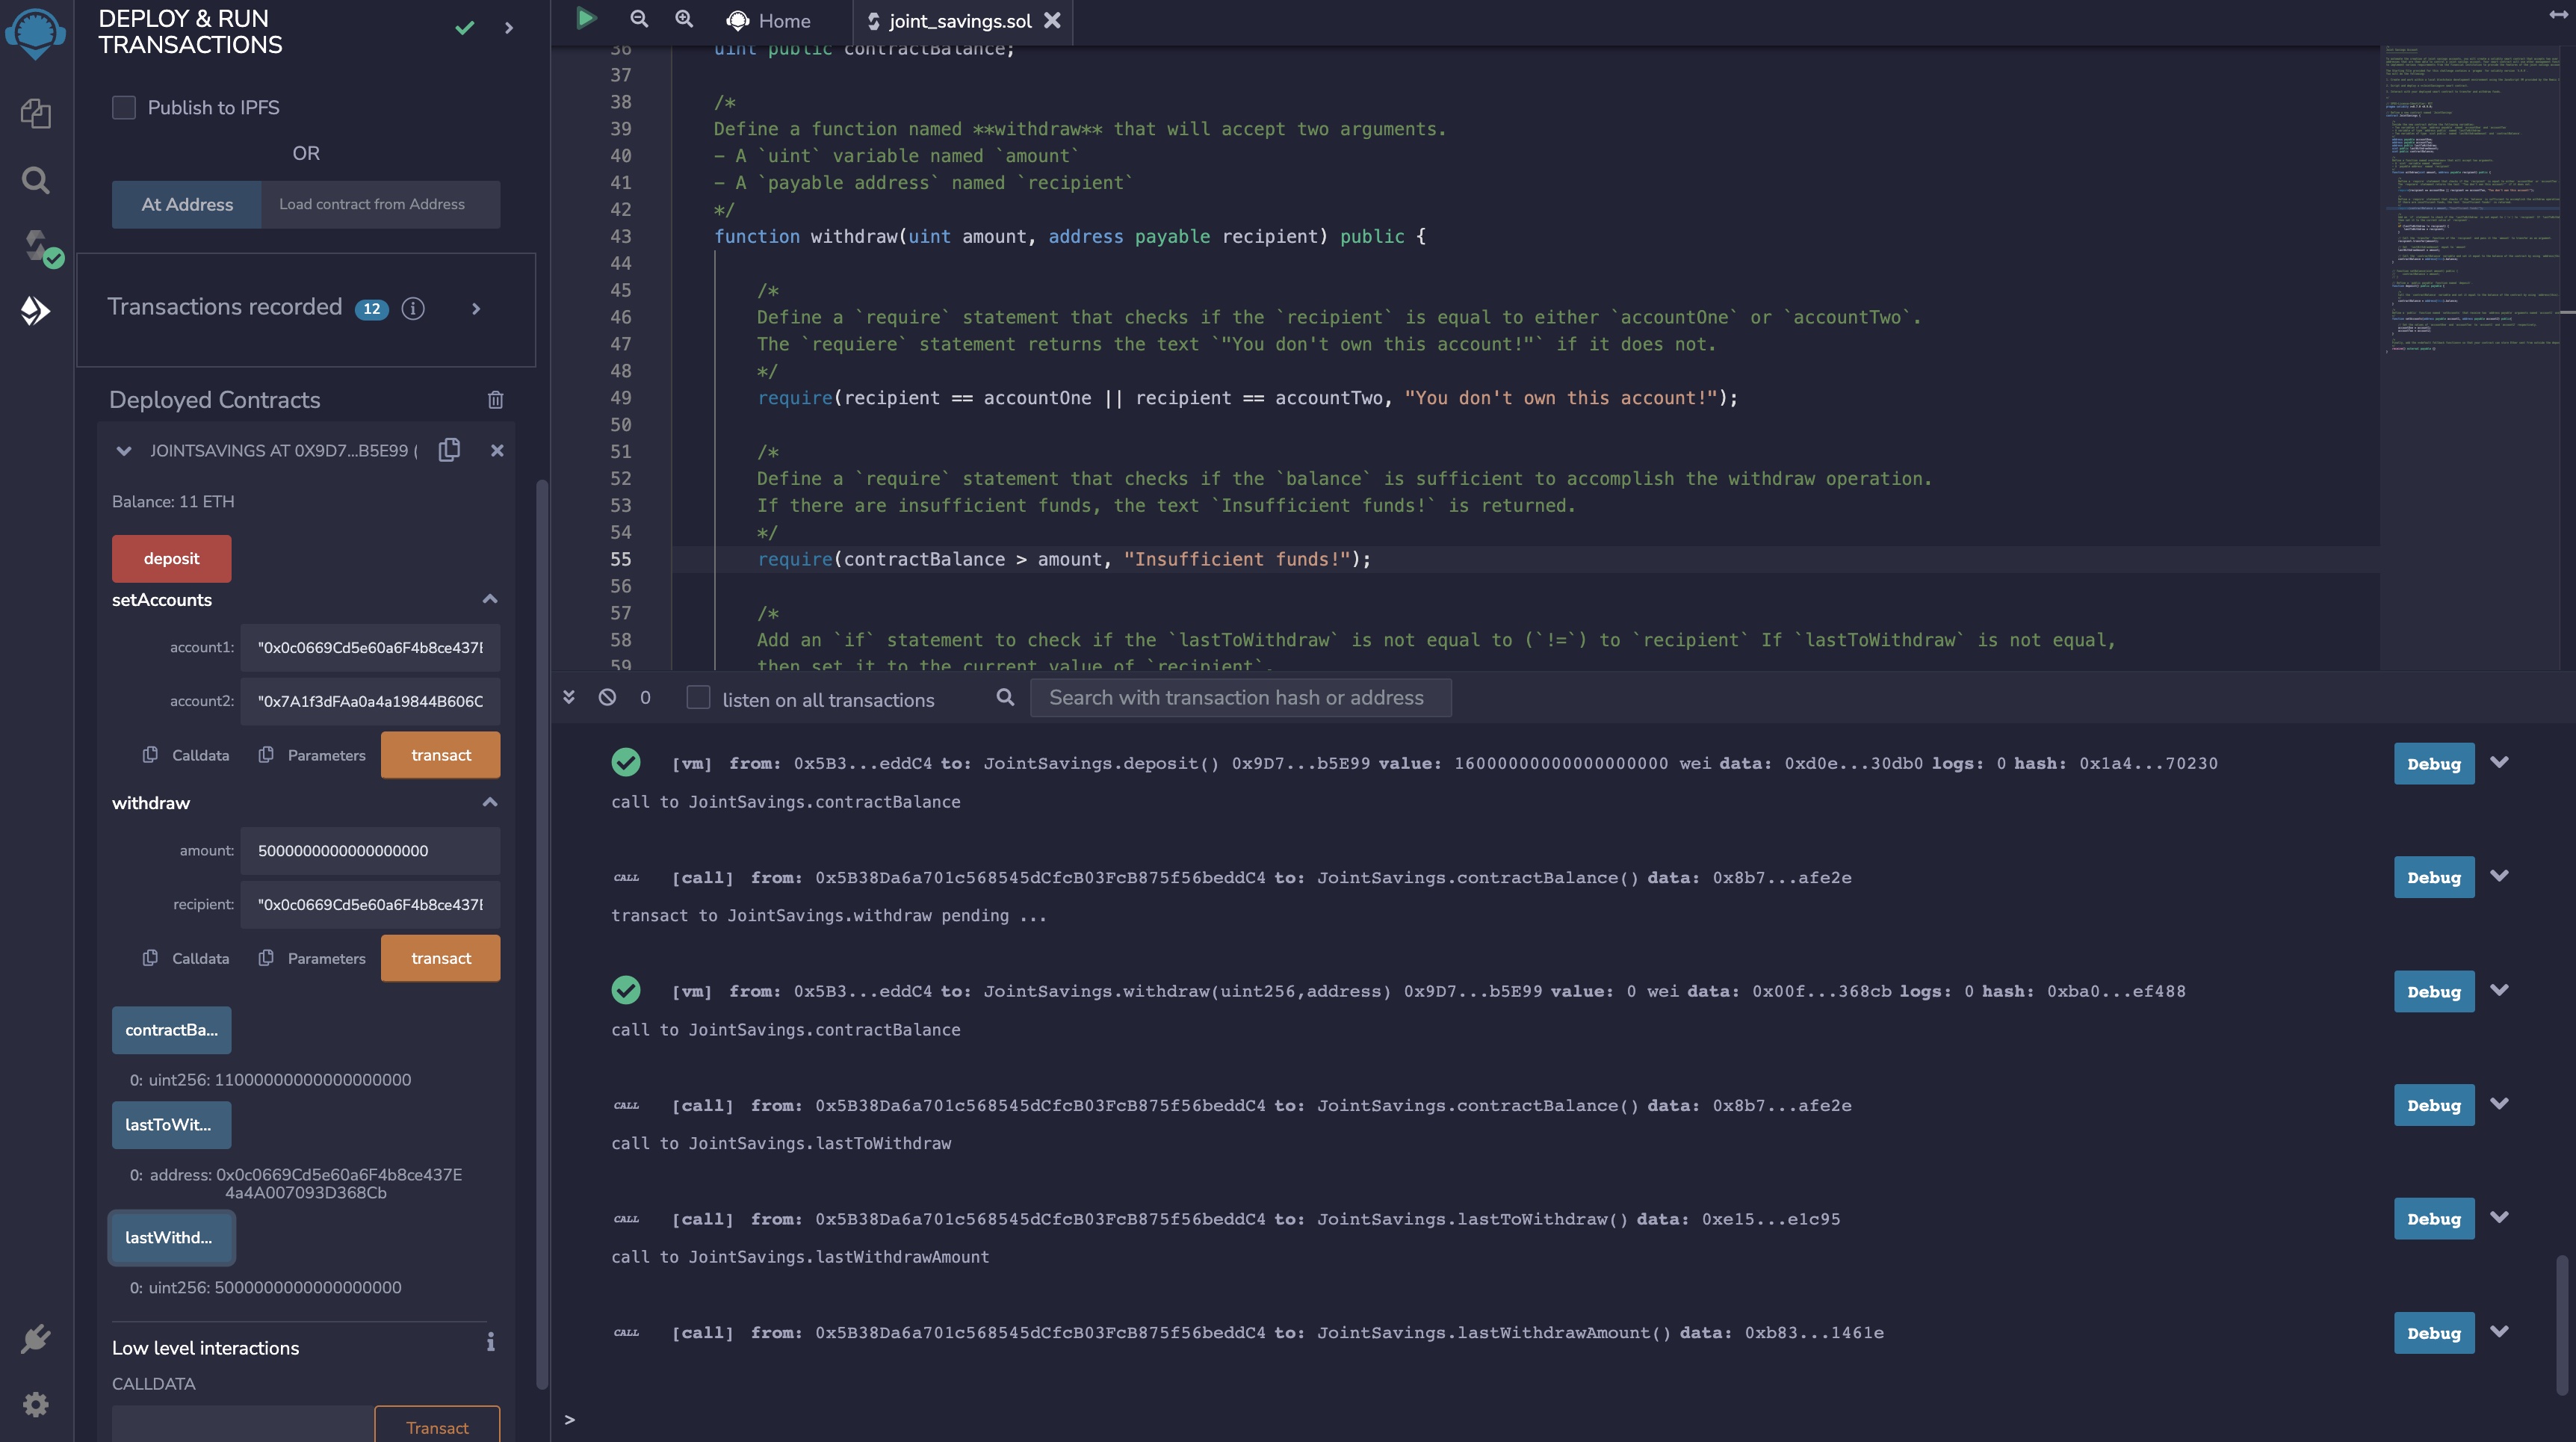 DEPLOY & RUN
TRANSACTIONS
Publish to IPFS
OR
At Address
Load contract from Address
Transactions recorded 12
Deployed Contracts
JOINTSAVINGS AT 0X9D7...B5E99 (
Balance: 11 ETH
deposit
setAccounts
account1: "0x0c0669Cd5e60a6F4b8ce437E
account2: "0x7A1f3dFAa0a4a19844B606C
Calldata Parameters transact
withdraw
amount: 5000000000000000000
recipient: "0x0c0669Cd5e60a6F4b8ce437E
Calldata Parameters transact
contractBa...
0: uint256: 11000000000000000000
lastToWit...
0: address: 0x0c0669Cd5e60a6F4b8ce437E
4a4A007093D368Cb
lastWithd...
0: uint256: 5000000000000000000
Low level interactions
CALLDATA
Transact
Home
joint_savings.sol
36 uint public contractBalance;
37
38 /*
39 Define a function named **withdraw** that will accept two arguments.
40 - A `uint` variable named `amount`
41 - A `payable address` named `recipient`
42 */
43 function withdraw(uint amount, address payable recipient) public {
44
45 /*
46 Define a `require` statement that checks if the `recipient` is equal to either `accountOne` or `accountTwo`.
47 The `requiere` statement returns the text `"You don't own this account!"` if it does not.
48 */
49 require(recipient == accountOne || recipient == accountTwo, "You don't own this account!");
50
51 /*
52 Define a `require` statement that checks if the `balance` is sufficient to accomplish the withdraw operation.
53 If there are insufficient funds, the text `Insufficient funds!` is returned.
54 */
55 require(contractBalance > amount, "Insufficient funds!");
56
57 /*
58 Add an `if` statement to check if the `lastToWithdraw` is not equal to (`!=`) to `recipient` If `lastToWithdraw` is not equal,
59 then set it to the current value of `recipient`.
0 listen on all transactions
Search with transaction hash or address
[vm] from: 0x5B3...eddC4 to: JointSavings.deposit() 0x9D7...b5E99 value: 16000000000000000000 wei data: 0xd0e...30db0 logs: 0 hash: 0x1a4...70230 Debug
call to JointSavings.contractBalance
CALL [call] from: 0x5B38Da6a701c568545dCfcB03FcB875f56beddC4 to: JointSavings.contractBalance() data: 0x8b7...afe2e Debug
transact to JointSavings.withdraw pending ...
[vm] from: 0x5B3...eddC4 to: JointSavings.withdraw(uint256,address) 0x9D7...b5E99 value: 0 wei data: 0x00f...368cb logs: 0 hash: 0xba0...ef488 Debug
call to JointSavings.contractBalance
CALL [call] from: 0x5B38Da6a701c568545dCfcB03FcB875f56beddC4 to: JointSavings.contractBalance() data: 0x8b7...afe2e Debug
call to JointSavings.lastToWithdraw
CALL [call] from: 0x5B38Da6a701c568545dCfcB03FcB875f56beddC4 to: JointSavings.lastToWithdraw() data: 0xe15...e1c95 Debug
call to JointSavings.lastWithdrawAmount
CALL [call] from: 0x5B38Da6a701c568545dCfcB03FcB875f56beddC4 to: JointSavings.lastWithdrawAmount() data: 0xb83...1461e Debug
>